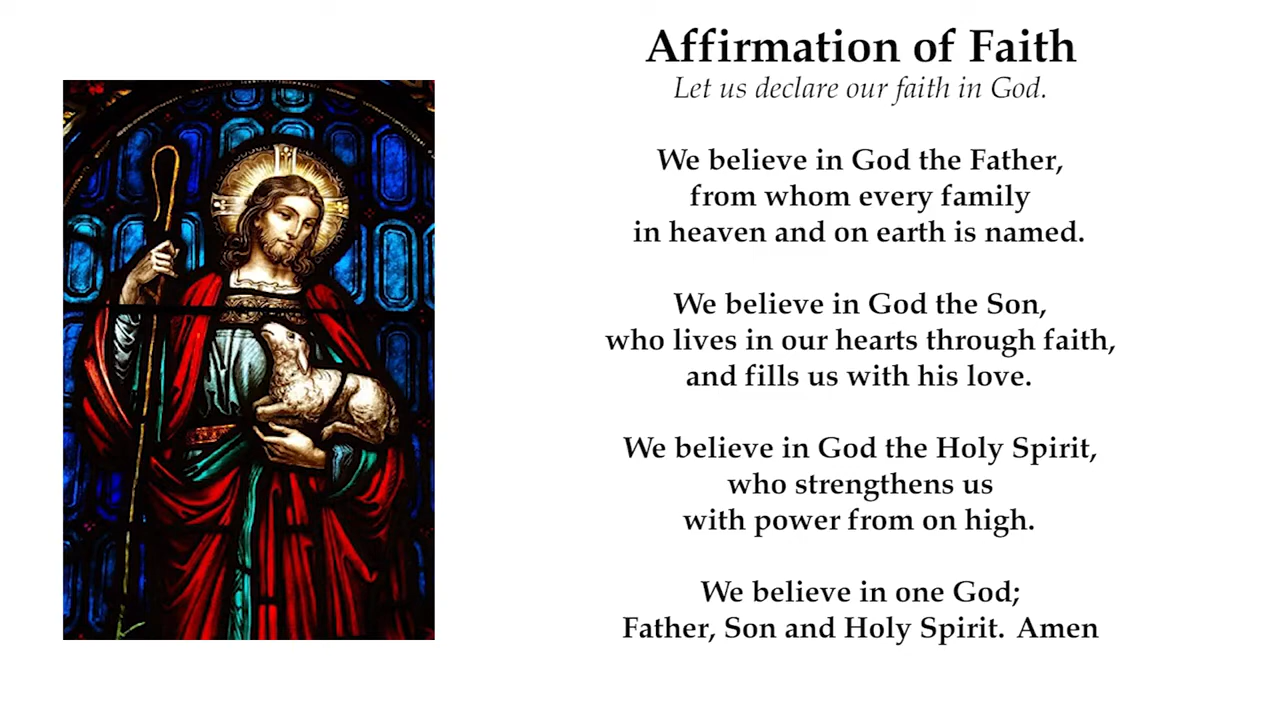 Affirmation of Faith
Let us declare our faith in God.
We believe in God the Father,
from whom every family
in heaven and on earth is named.
We believe in God the Son,
who lives in our hearts through faith,
and fills us with his love.
We believe in God the Holy Spirit,
who strengthens us
with power from on high.
We believe in one God;
Father, Son and Holy Spirit. Amen